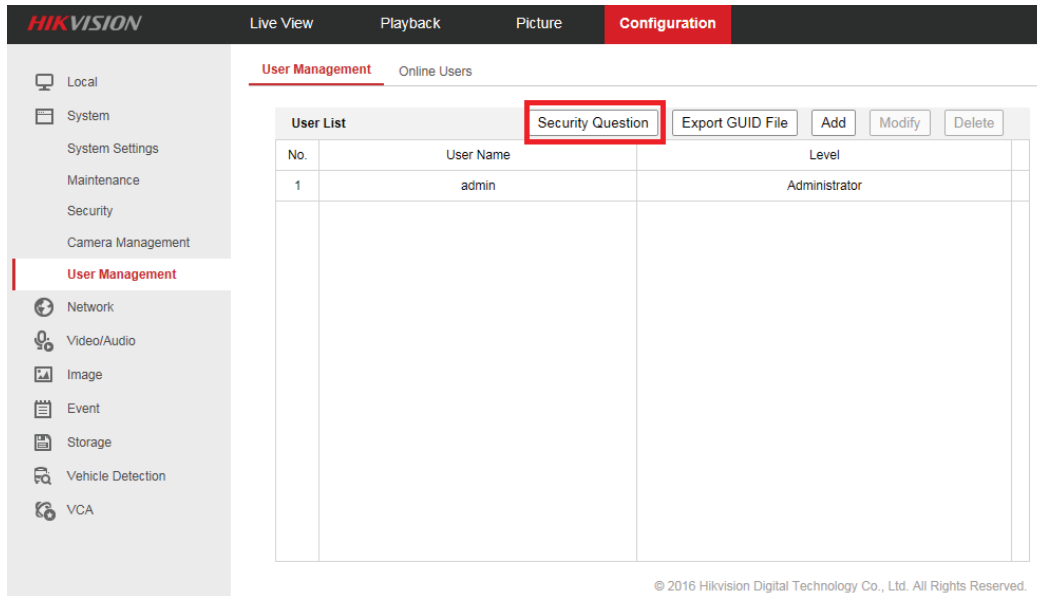 HIKVISION Live View Playback Picture Configuration
User Management Online Users
Local
System
System Settings
Maintenance
Security
Camera Management
User Management
Network
Video/Audio
Image
Event
Storage
Vehicle Detection
VCA
User List Security Question Export GUID File Add Modify Delete
No. User Name Level
1 admin Administrator
© 2016 Hikvision Digital Technology Co., Ltd. All Rights Reserved.